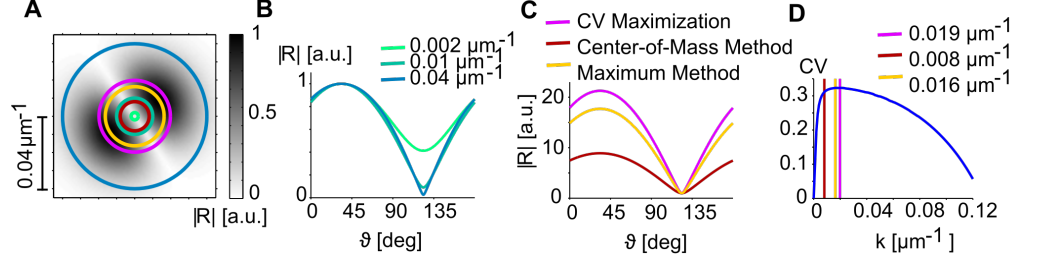 A
0.04 µm⁻¹
1
0.5
0
|R| [a.u.]
B
|R| [a.u.]
0.002 µm⁻¹
0.01 µm⁻¹
0.04 µm⁻¹
1
0
0 45 90 135
ϑ [deg]
C
CV Maximization
Center-of-Mass Method
Maximum Method
|R| [a.u.]
20
10
0
0 45 90 135
ϑ [deg]
D
0.019 µm⁻¹
0.008 µm⁻¹
0.016 µm⁻¹
CV
0.3
0.2
0.1
0
0 0.04 0.08 0.12
k [µm⁻¹ ]